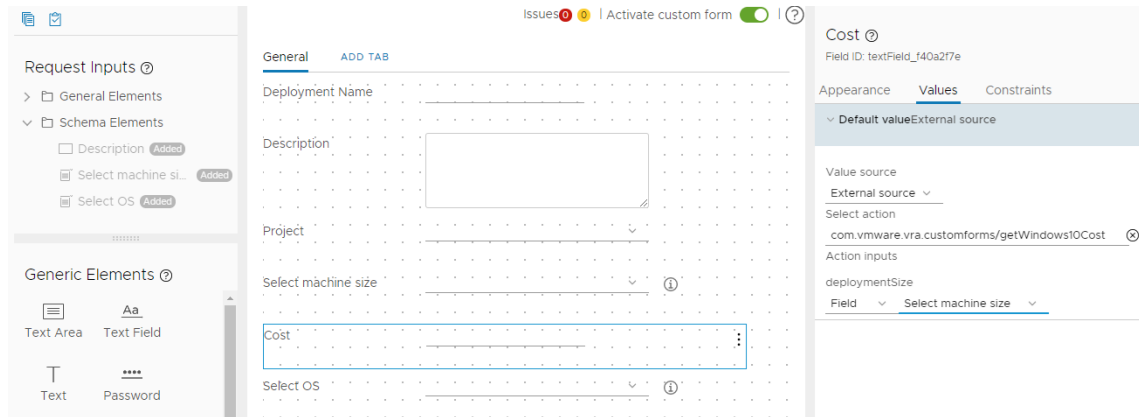 Issues 0 0 | Activate custom form
Request Inputs
General Elements
Schema Elements
Description Added
Select machine si... Added
Select OS Added
Generic Elements
Text Area
Aa
Text Field
T
Text
Password
General ADD TAB
Deployment Name
Description
Project
Select machine size
Cost
Select OS
Cost
Field ID: textField_f40a2f7e
Appearance Values Constraints
Default valueExternal source
Value source
External source
Select action
com.vmware.vra.customforms/getWindows10Cost
Action inputs
deploymentSize
Field Select machine size